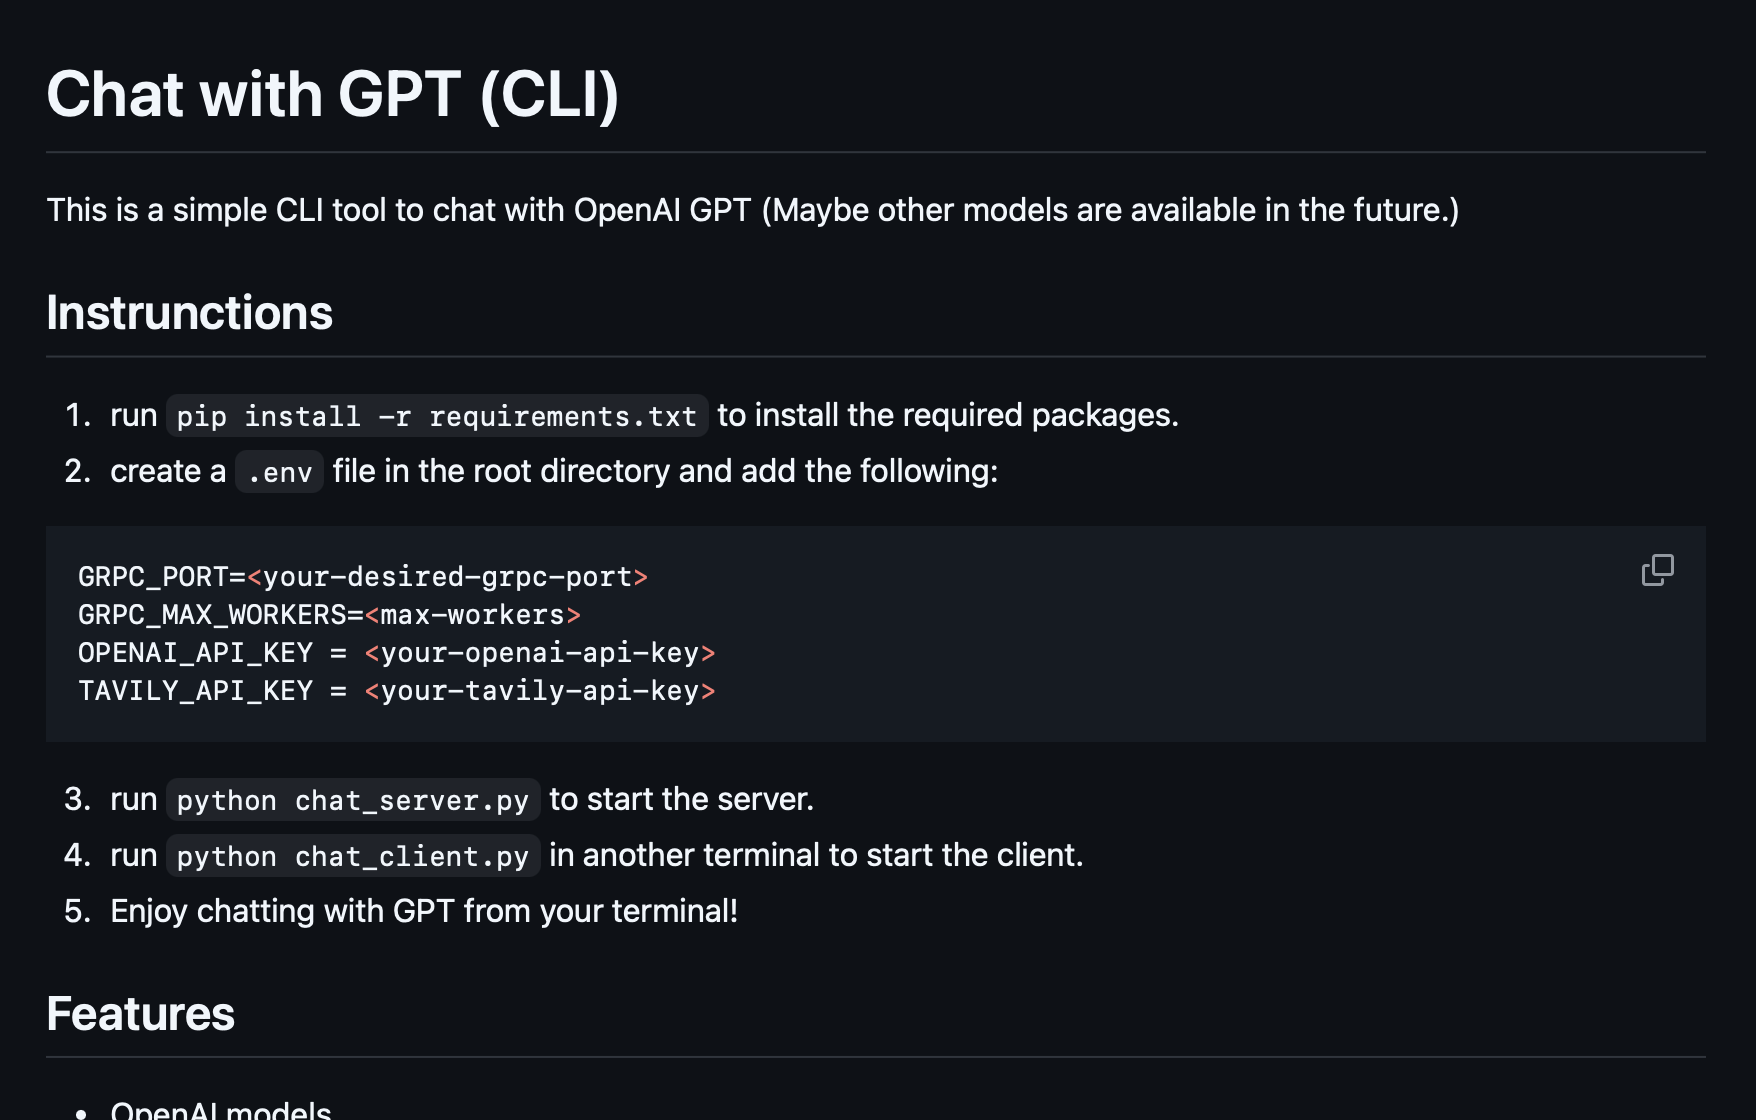 Chat with GPT (CLI)
This is a simple CLI tool to chat with OpenAI GPT (Maybe other models are available in the future.)
Instrunctions
1. run pip install -r requirements.txt to install the required packages.
2. create a .env file in the root directory and add the following:
GRPC_PORT=<your-desired-grpc-port>
GRPC_MAX_WORKERS=<max-workers>
OPENAI_API_KEY = <your-openai-api-key>
TAVILY_API_KEY = <your-tavily-api-key>
3. run python chat_server.py to start the server.
4. run python chat_client.py in another terminal to start the client.
5. Enjoy chatting with GPT from your terminal!
Features
• OpenAI models